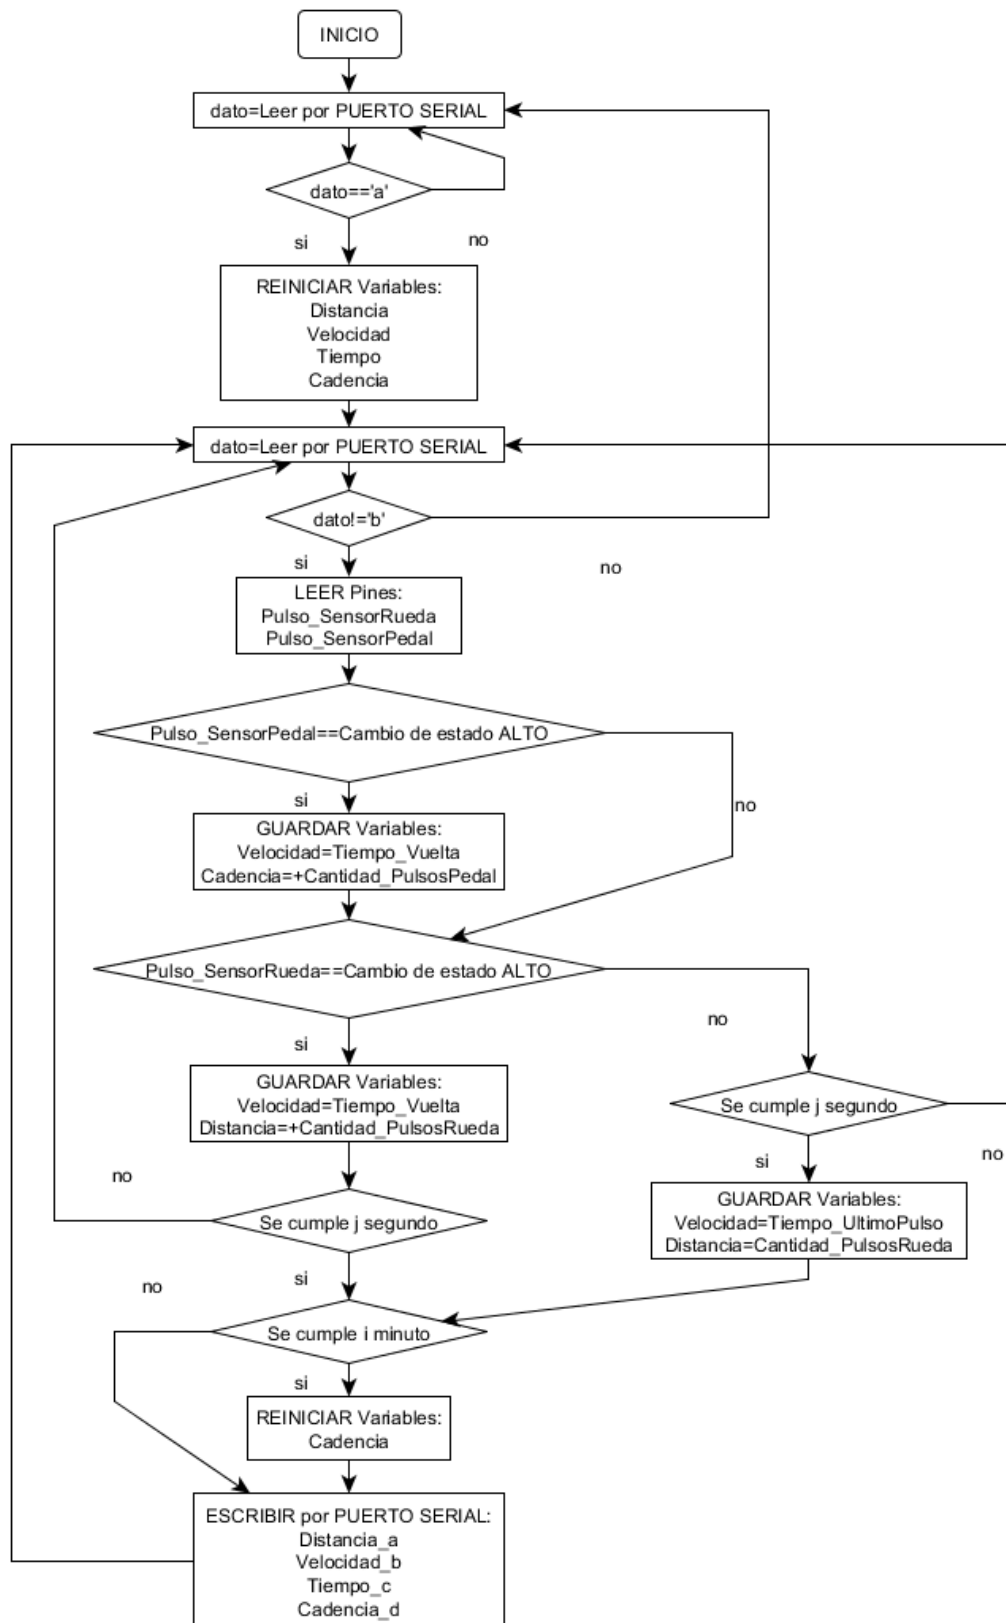 INICIO
dato=Leer por PUERTO SERIAL
dato=='a'
si
no
REINICIAR Variables:
Distancia
Velocidad
Tiempo
Cadencia
dato=Leer por PUERTO SERIAL
dato!='b'
si
no
LEER Pines:
Pulso_SensorRueda
Pulso_SensorPedal
Pulso_SensorPedal==Cambio de estado ALTO
si
no
GUARDAR Variables:
Velocidad=Tiempo_Vuelta
Cadencia=+Cantidad_PulsosPedal
Pulso_SensorRueda==Cambio de estado ALTO
si
no
GUARDAR Variables:
Velocidad=Tiempo_Vuelta
Distancia=+Cantidad_PulsosRueda
Se cumple j segundo
si
no
GUARDAR Variables:
Velocidad=Tiempo_UltimoPulso
Distancia=Cantidad_PulsosRueda
no
Se cumple j segundo
si
no
Se cumple i minuto
si
REINICIAR Variables:
Cadencia
ESCRIBIR por PUERTO SERIAL:
Distancia_a
Velocidad_b
Tiempo_c
Cadencia_d